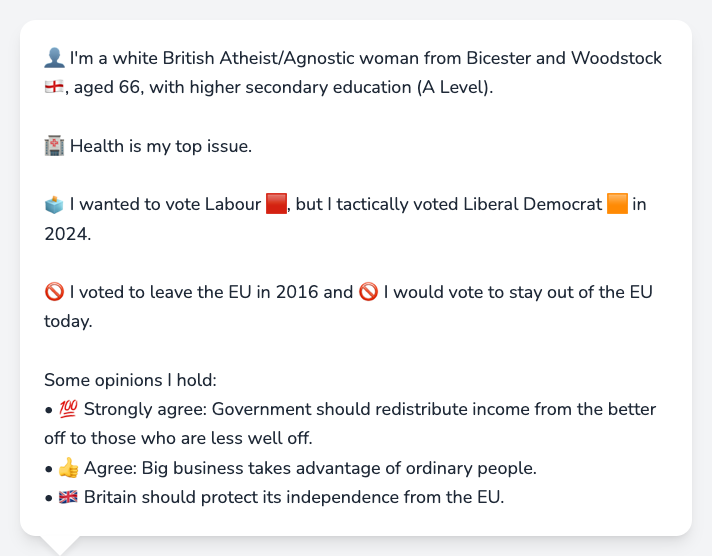 👤 I'm a white British Atheist/Agnostic woman from Bicester and Woodstock
🏴󠁧󠁢󠁥󠁮󠁧󠁿, aged 66, with higher secondary education (A Level).
🏥 Health is my top issue.
🗳️ I wanted to vote Labour 🟥, but I tactically voted Liberal Democrat 🟧 in
2024.
🚫 I voted to leave the EU in 2016 and 🚫 I would vote to stay out of the EU
today.
Some opinions I hold:
• 💯 Strongly agree: Government should redistribute income from the better
off to those who are less well off.
• 👍 Agree: Big business takes advantage of ordinary people.
• 🇬🇧 Britain should protect its independence from the EU.